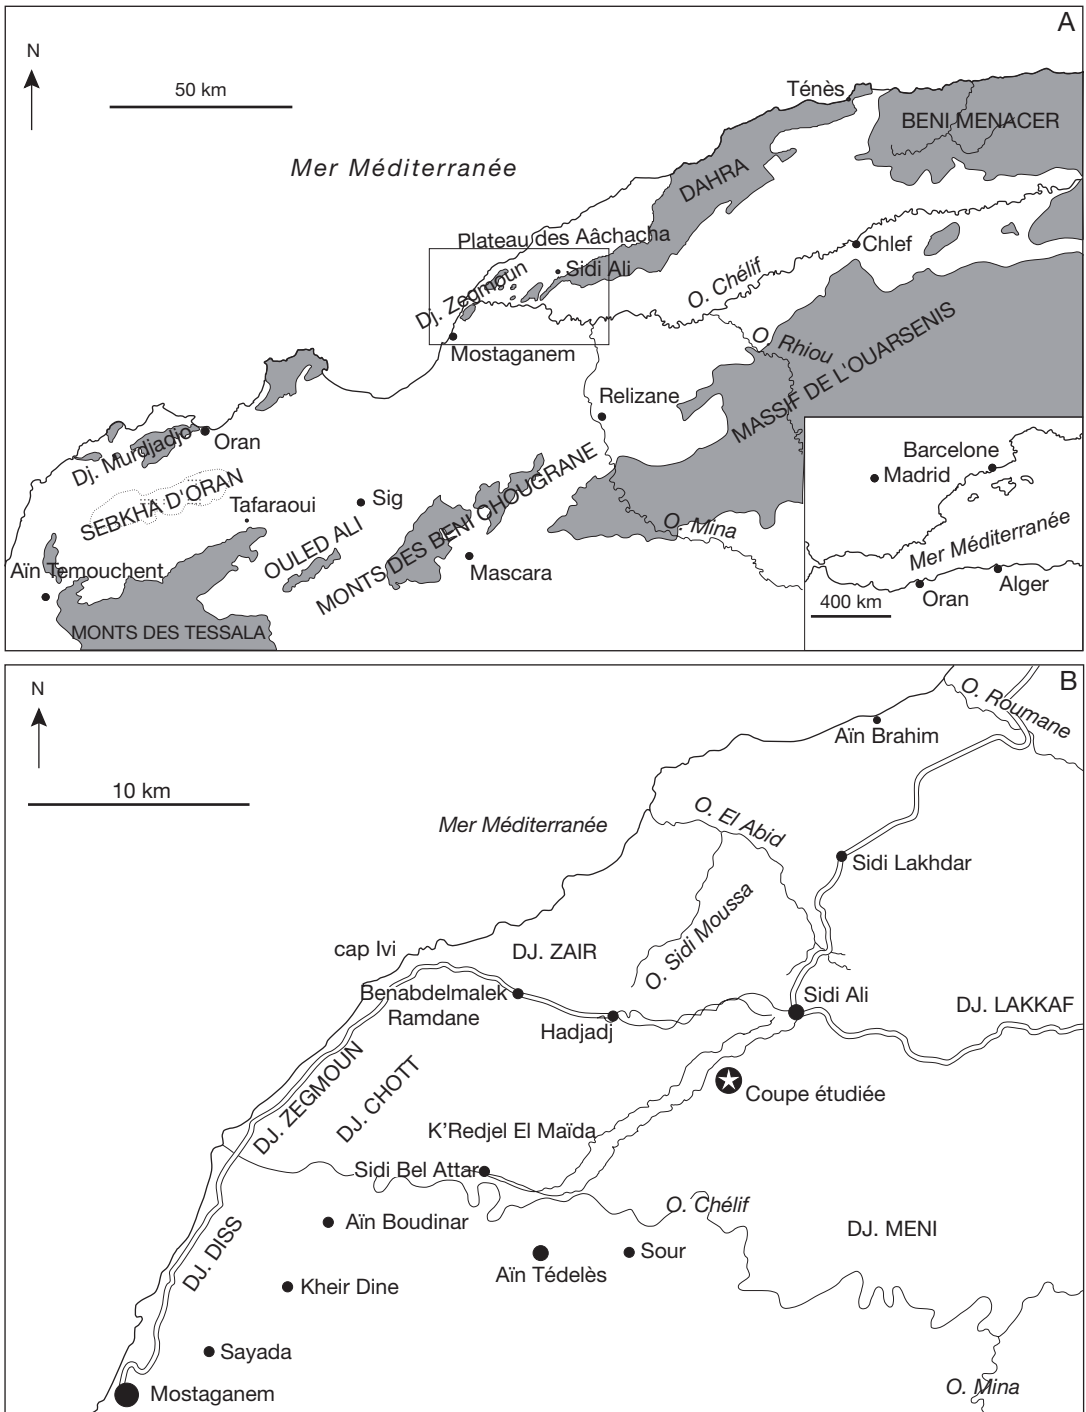 A
N
50 km
Ténès
BENI MENACER
Mer Méditerranée
DAHRA
Plateau des Aâchacha
Chlef
Sidi Ali
Dj. Zegmoun
O. Chélif
O. Rhiou
Mostaganem
MASSIF DE L'OUARSENIS
Relizane
Dj. Murdjadjo
Oran
Barcelone
Madrid
SEBKHA D'ORAN
Sig
Tafaraoui
MONTS DES BENI CHOUGRANE
O. Mina
Mer Méditerranée
OULED ALI
Aïn Temouchent
Mascara
Alger
Oran
400 km
MONTS DES TESSALA
B
N
O. Roumane
Aïn Brahim
10 km
Mer Méditerranée
O. El Abid
Sidi Lakhdar
O. Sidi Moussa
cap Ivi
DJ. ZAIR
Benabdelmalek
Ramdane
Sidi Ali
DJ. LAKKAF
Hadjadj
DJ. ZEGMOUN
DJ. CHOTT
Coupe étudiée
K'Redjel El Maïda
Sidi Bel Attar
O. Chélif
Aïn Boudinar
DJ. MENI
DJ. DISS
Sour
Aïn Tédelès
Kheir Dine
Sayada
O. Mina
Mostaganem